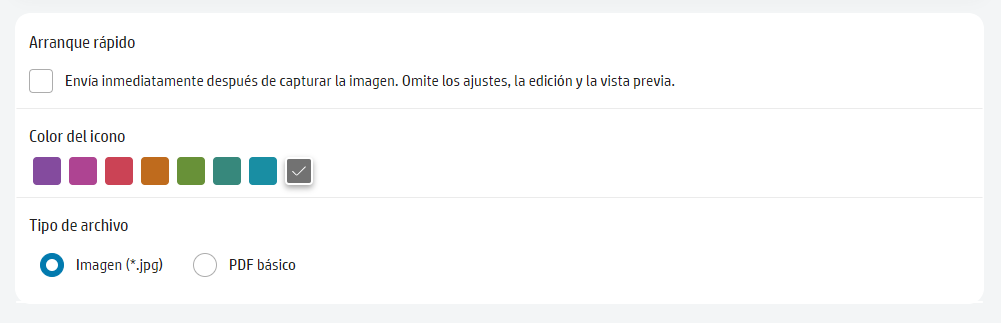 Arranque rápido
Envía inmediatamente después de capturar la imagen. Omite los ajustes, la edición y la vista previa.
Color del icono
Tipo de archivo
Imagen (*.jpg)
PDF básico